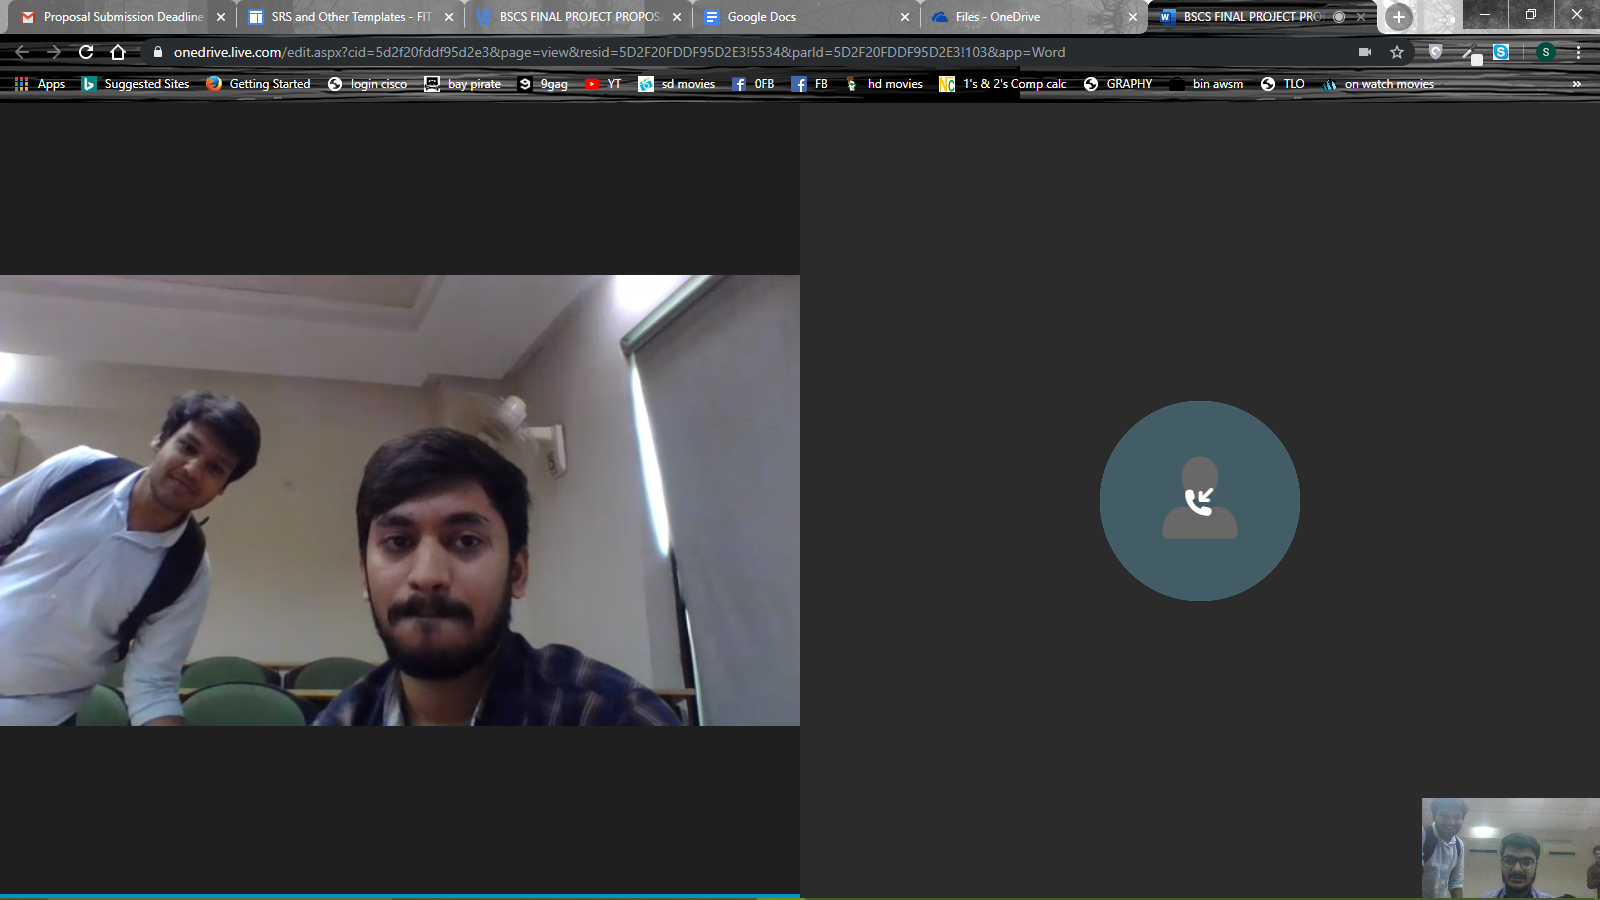 Proposal Submission Deadline
SRS and Other Templates - FIT
BSCS FINAL PROJECT PROPOS
Google Docs
Files - OneDrive
BSCS FINAL PROJECT PRO
onedrive.live.com/edit.aspx?cid=5d2f20fddf95d2e3&page=view&resid=5D2F20FDDF95D2E3!5534&parId=5D2F20FDDF95D2E3!103&app=Word
S
Apps
Suggested Sites
Getting Started
login cisco
bay pirate
9gag
YT
sd movies
0FB
FB
hd movies
1's & 2's Comp calc
GRAPHY
bin awsm
TLO
on watch movies